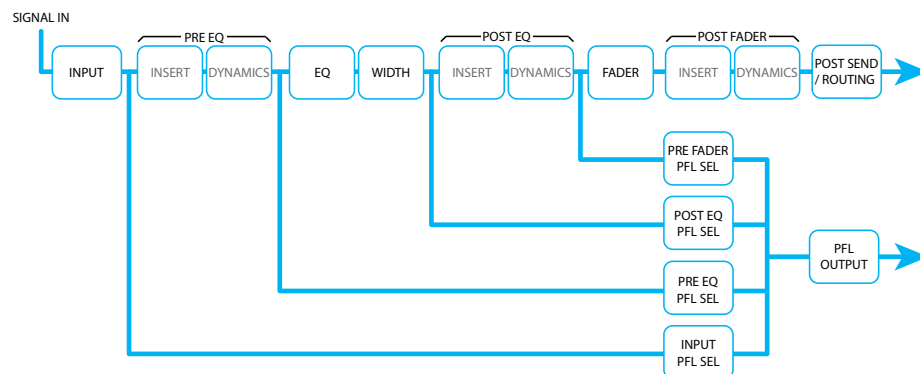 SIGNAL IN
PRE EQ
POST EQ
POST FADER
INPUT
INSERT
DYNAMICS
EQ
WIDTH
INSERT
DYNAMICS
FADER
INSERT
DYNAMICS
POST SEND
/ ROUTING
PRE FADER
PFL SEL
POST EQ
PFL SEL
PFL
OUTPUT
PRE EQ
PFL SEL
INPUT
PFL SEL